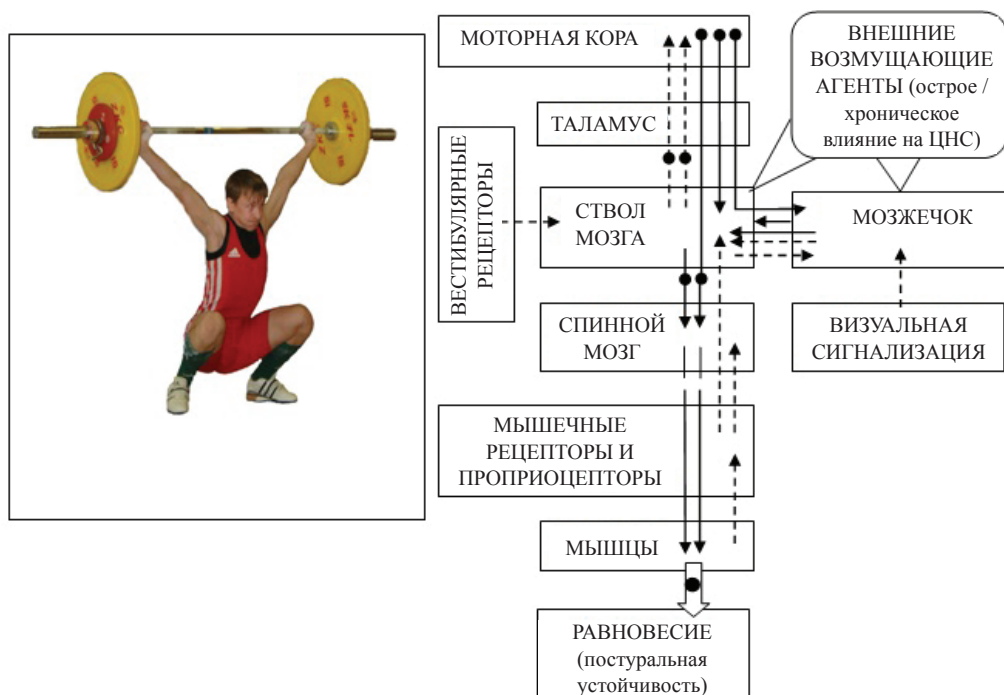 МОТОРНАЯ КОРА
ВНЕШНИЕ
ВОЗМУЩАЮЩИЕ
АГЕНТЫ (острое /
хроническое
влияние на ЦНС)
ТАЛАМУС
ВЕСТИБУЛЯРНЫЕ
РЕЦЕПТОРЫ
СТВОЛ
МОЗГА
МОЗЖЕЧОК
СПИННОЙ
МОЗГ
ВИЗУАЛЬНАЯ
СИГНАЛИЗАЦИЯ
МЫШЕЧНЫЕ
РЕЦЕПТОРЫ И
ПРОПРИОЦЕПТОРЫ
МЫШЦЫ
РАВНОВЕСИЕ
(постуральная
устойчивость)